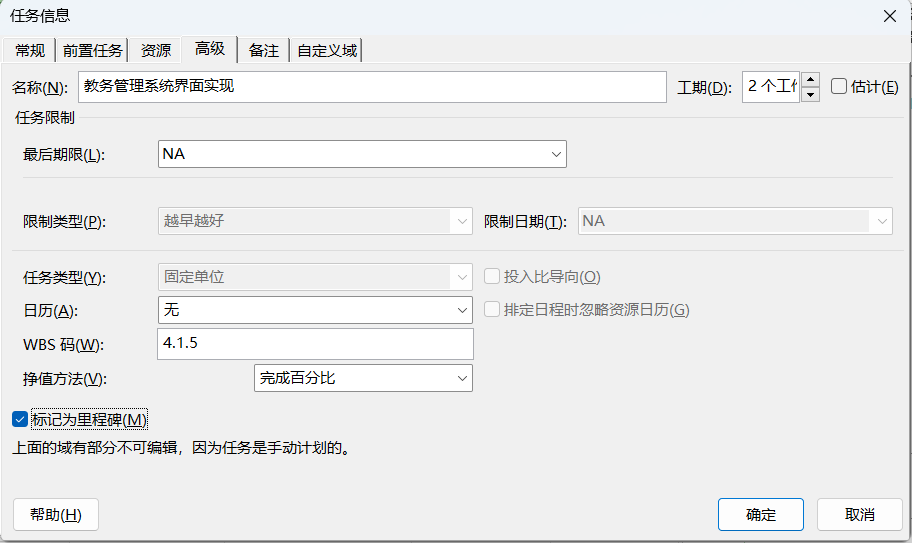 任务信息
常规 前置任务 资源 高级 备注 自定义域
名称(N): 教务管理系统界面实现 工期(D): 2 个工 估计(E)
任务限制
最后期限(L): NA
限制类型(P): 越早越好 限制日期(T): NA
任务类型(Y): 固定单位 投入比导向(O)
日历(A): 无 排定日程时忽略资源日历(G)
WBS 码(W): 4.1.5
挣值方法(V): 完成百分比
标记为里程碑(M)
上面的域有部分不可编辑，因为任务是手动计划的。
帮助(H) 确定 取消